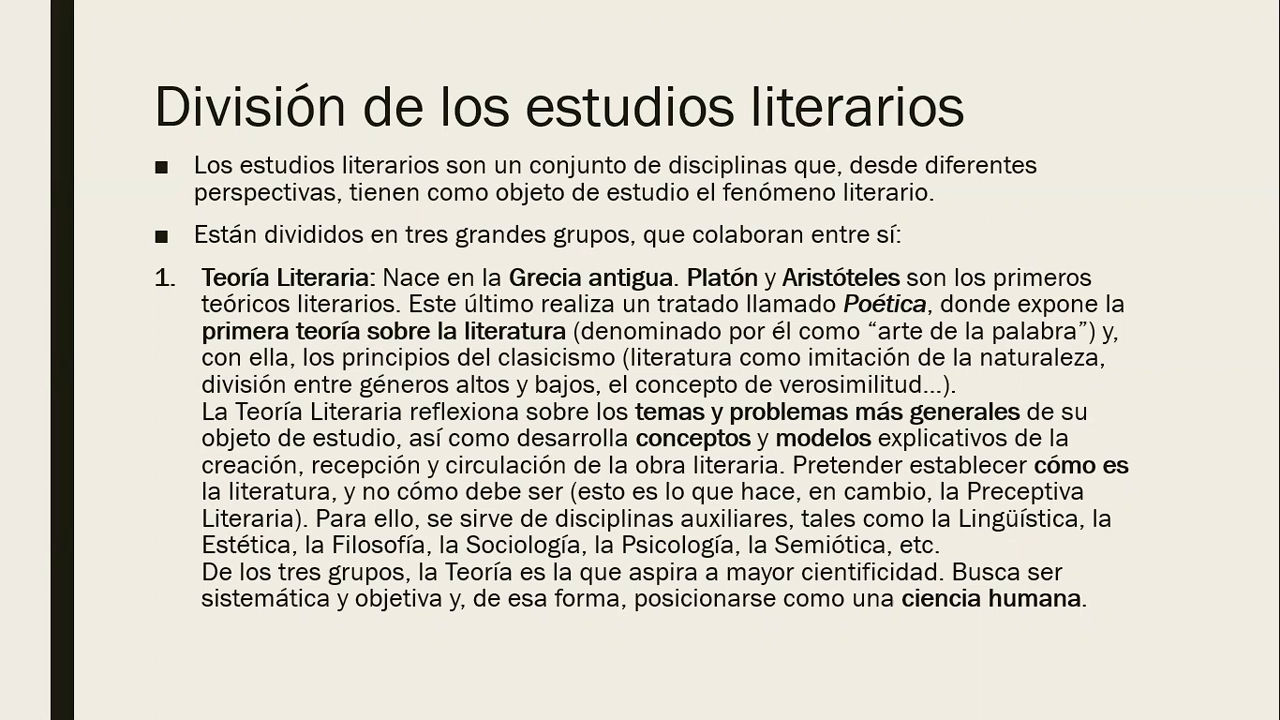 División de los estudios literarios
■ Los estudios literarios son un conjunto de disciplinas que, desde diferentes
perspectivas, tienen como objeto de estudio el fenómeno literario.
■ Están divididos en tres grandes grupos, que colaboran entre sí:
1. Teoría Literaria: Nace en la Grecia antigua. Platón y Aristóteles son los primeros
teóricos literarios. Este último realiza un tratado llamado Poética, donde expone la
primera teoría sobre la literatura (denominado por él como “arte de la palabra”) y,
con ella, los principios del clasicismo (literatura como imitación de la naturaleza,
división entre géneros altos y bajos, el concepto de verosimilitud...).
La Teoría Literaria reflexiona sobre los temas y problemas más generales de su
objeto de estudio, así como desarrolla conceptos y modelos explicativos de la
creación, recepción y circulación de la obra literaria. Pretender establecer cómo es
la literatura, y no cómo debe ser (esto es lo que hace, en cambio, la Preceptiva
Literaria). Para ello, se sirve de disciplinas auxiliares, tales como la Lingüística, la
Estética, la Filosofía, la Sociología, la Psicología, la Semiótica, etc.
De los tres grupos, la Teoría es la que aspira a mayor cientificidad. Busca ser
sistemática y objetiva y, de esa forma, posicionarse como una ciencia humana.